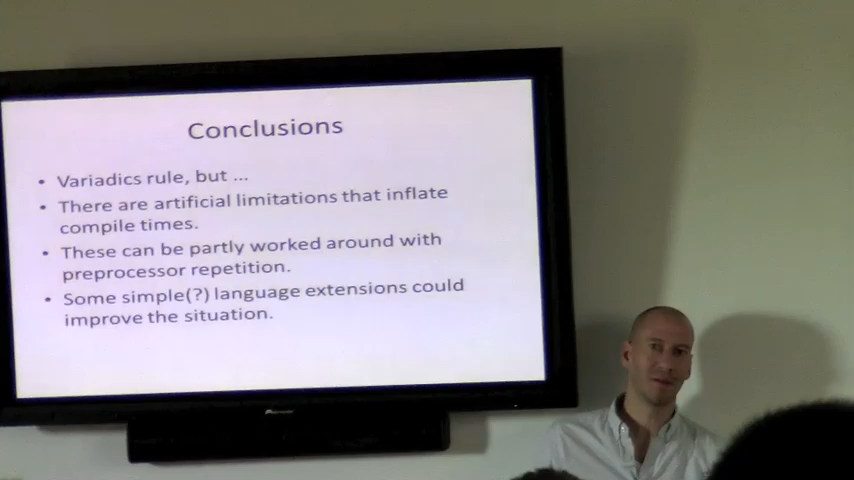 Conclusions
• Variadics rule, but ...
• There are artificial limitations that inflate
compile times.
• These can be partly worked around with
preprocessor repetition.
• Some simple(?) language extensions could
improve the situation.
Pioneer